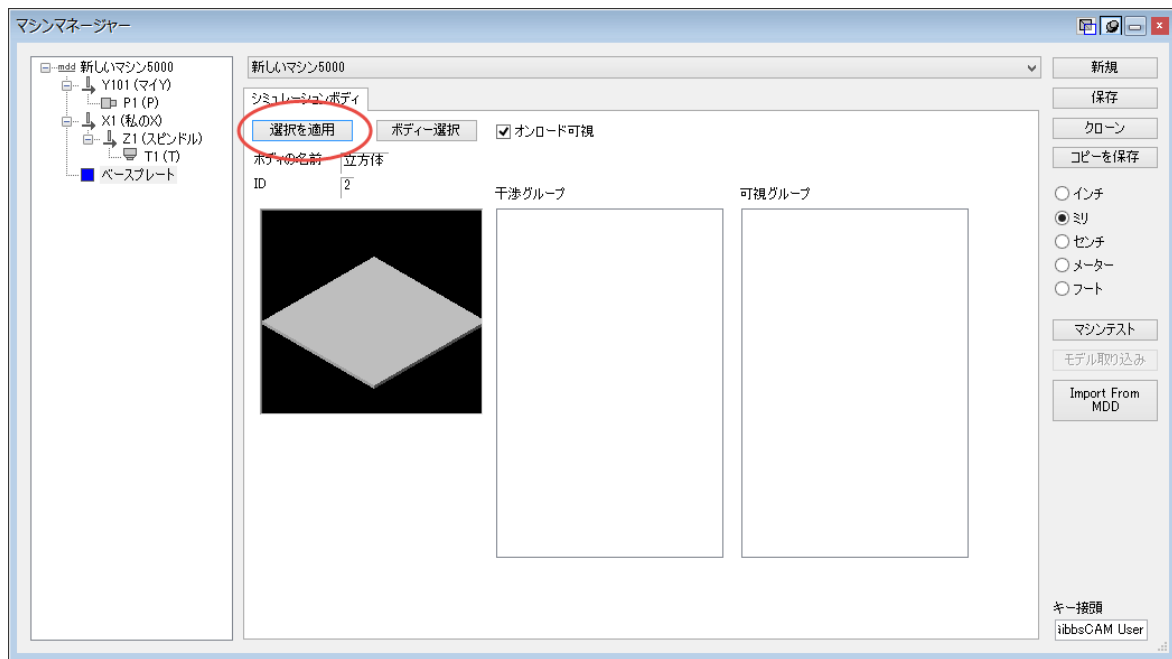 マシンマネージャー
mdd 新しいマシン5000
Y101 (マイY)
P1 (P)
X1 (私のX)
Z1 (スピンドル)
T1 (T)
ベースプレート
新しいマシン5000
シミュレーションボディ
選択を適用
ボディー選択
オンロード可視
ボディの名前 立方体
ID 2
干渉グループ
可視グループ
新規
保存
クローン
コピーを保存
インチ
ミリ
センチ
メーター
フート
マシンテスト
モデル取り込み
Import From
MDD
キー接頭
ibbsCAM User